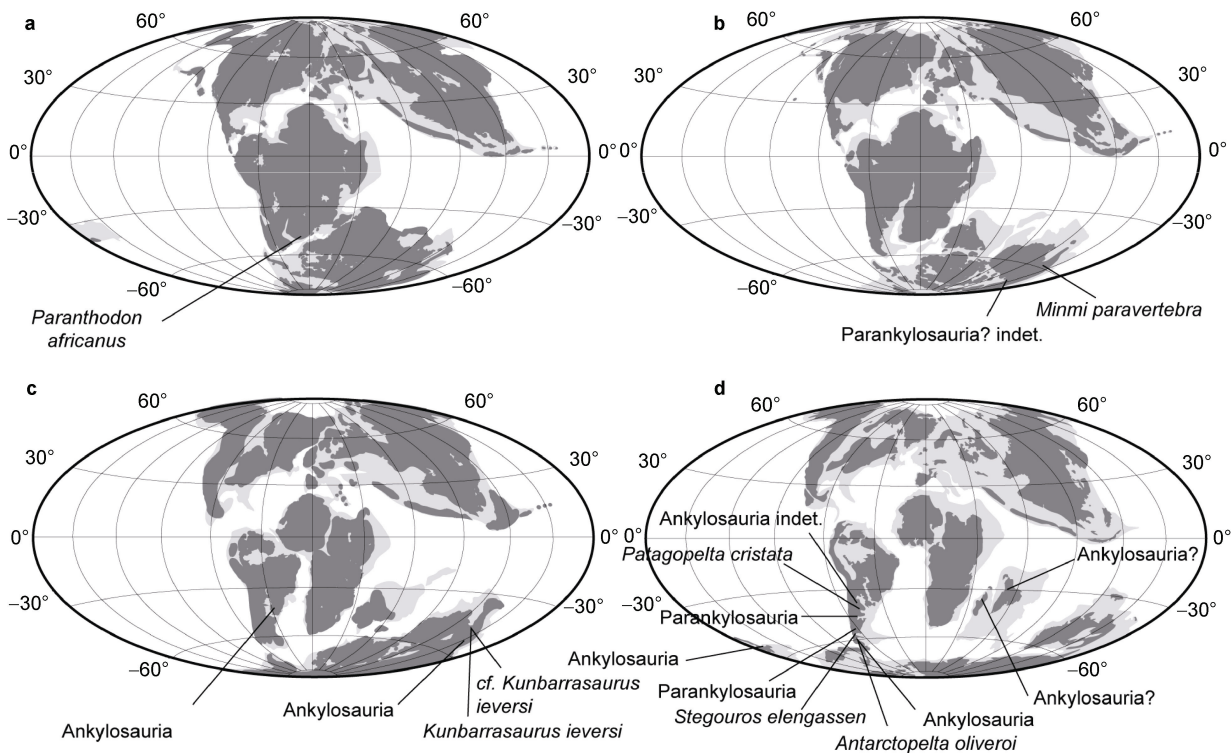 a
60°
60°
30°
30°
0°
0°
–30°
–30°
–60°
–60°
Paranthodon
africanus
b
60°
60°
30°
30°
0°
0°
–30°
–30°
–60°
–60°
Minmi paravertebra
Parankylosauria? indet.
c
60°
60°
30°
30°
0°
0°
–30°
–30°
–60°
Ankylosauria
Ankylosauria
cf. Kunbarrasaurus
ieversi
Kunbarrasaurus ieversi
d
60°
60°
30°
30°
0°
0°
–30°
–30°
–60°
Ankylosauria indet.
Patagopelta cristata
Ankylosauria?
Parankylosauria
Ankylosauria
Parankylosauria
Stegouros elengassen
Ankylosauria
Antarctopelta oliveroi
Ankylosauria?